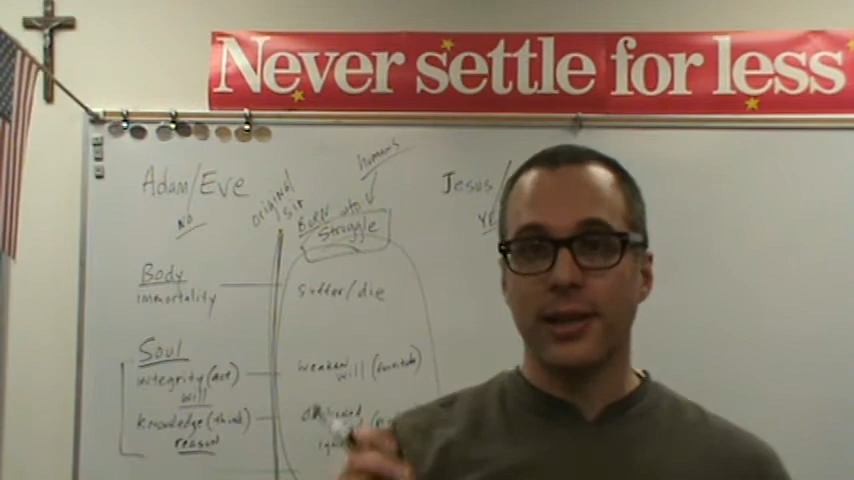 Never settle for less
Adam/Eve
NO
original
sin
humans
BORN into
Struggle
Jesus/
Body
immortality
suffer/die
Soul
integrity (act)
will
knowledge (think)
reason
weaken
will